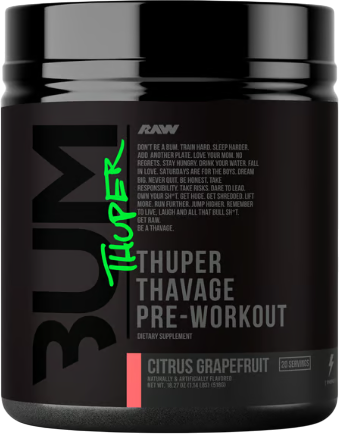 BUM
THUPER
RAW
DON'T BE A BUM. TRAIN HARD. SLEEP HARDER.
ADD ANOTHER PLATE. LOVE YOUR MOM. NO
REGRETS. STAY HUNGRY. DRINK YOUR WATER. FALL
IN LOVE. SATURDAYS ARE FOR THE BOYS. DREAM
BIG. NEVER QUIT. BE HONEST. TAKE
RESPONSIBILITY. TAKE RISKS. DARE TO LEAD.
OWN YOUR SH*T. GET HUGE. GET SHREDDED. LIFT
MORE. RUN FURTHER. JUMP HIGHER. REMEMBER
TO LIVE, LAUGH AND ALL THAT BULL SH*T.
GET RAW.
BE A THAVAGE.
THUPER
THAVAGE
PRE-WORKOUT
DIETARY SUPPLEMENT
CITRUS GRAPEFRUIT
20 SERVINGS
NATURALLY & ARTIFICIALLY FLAVORED
NET WT.